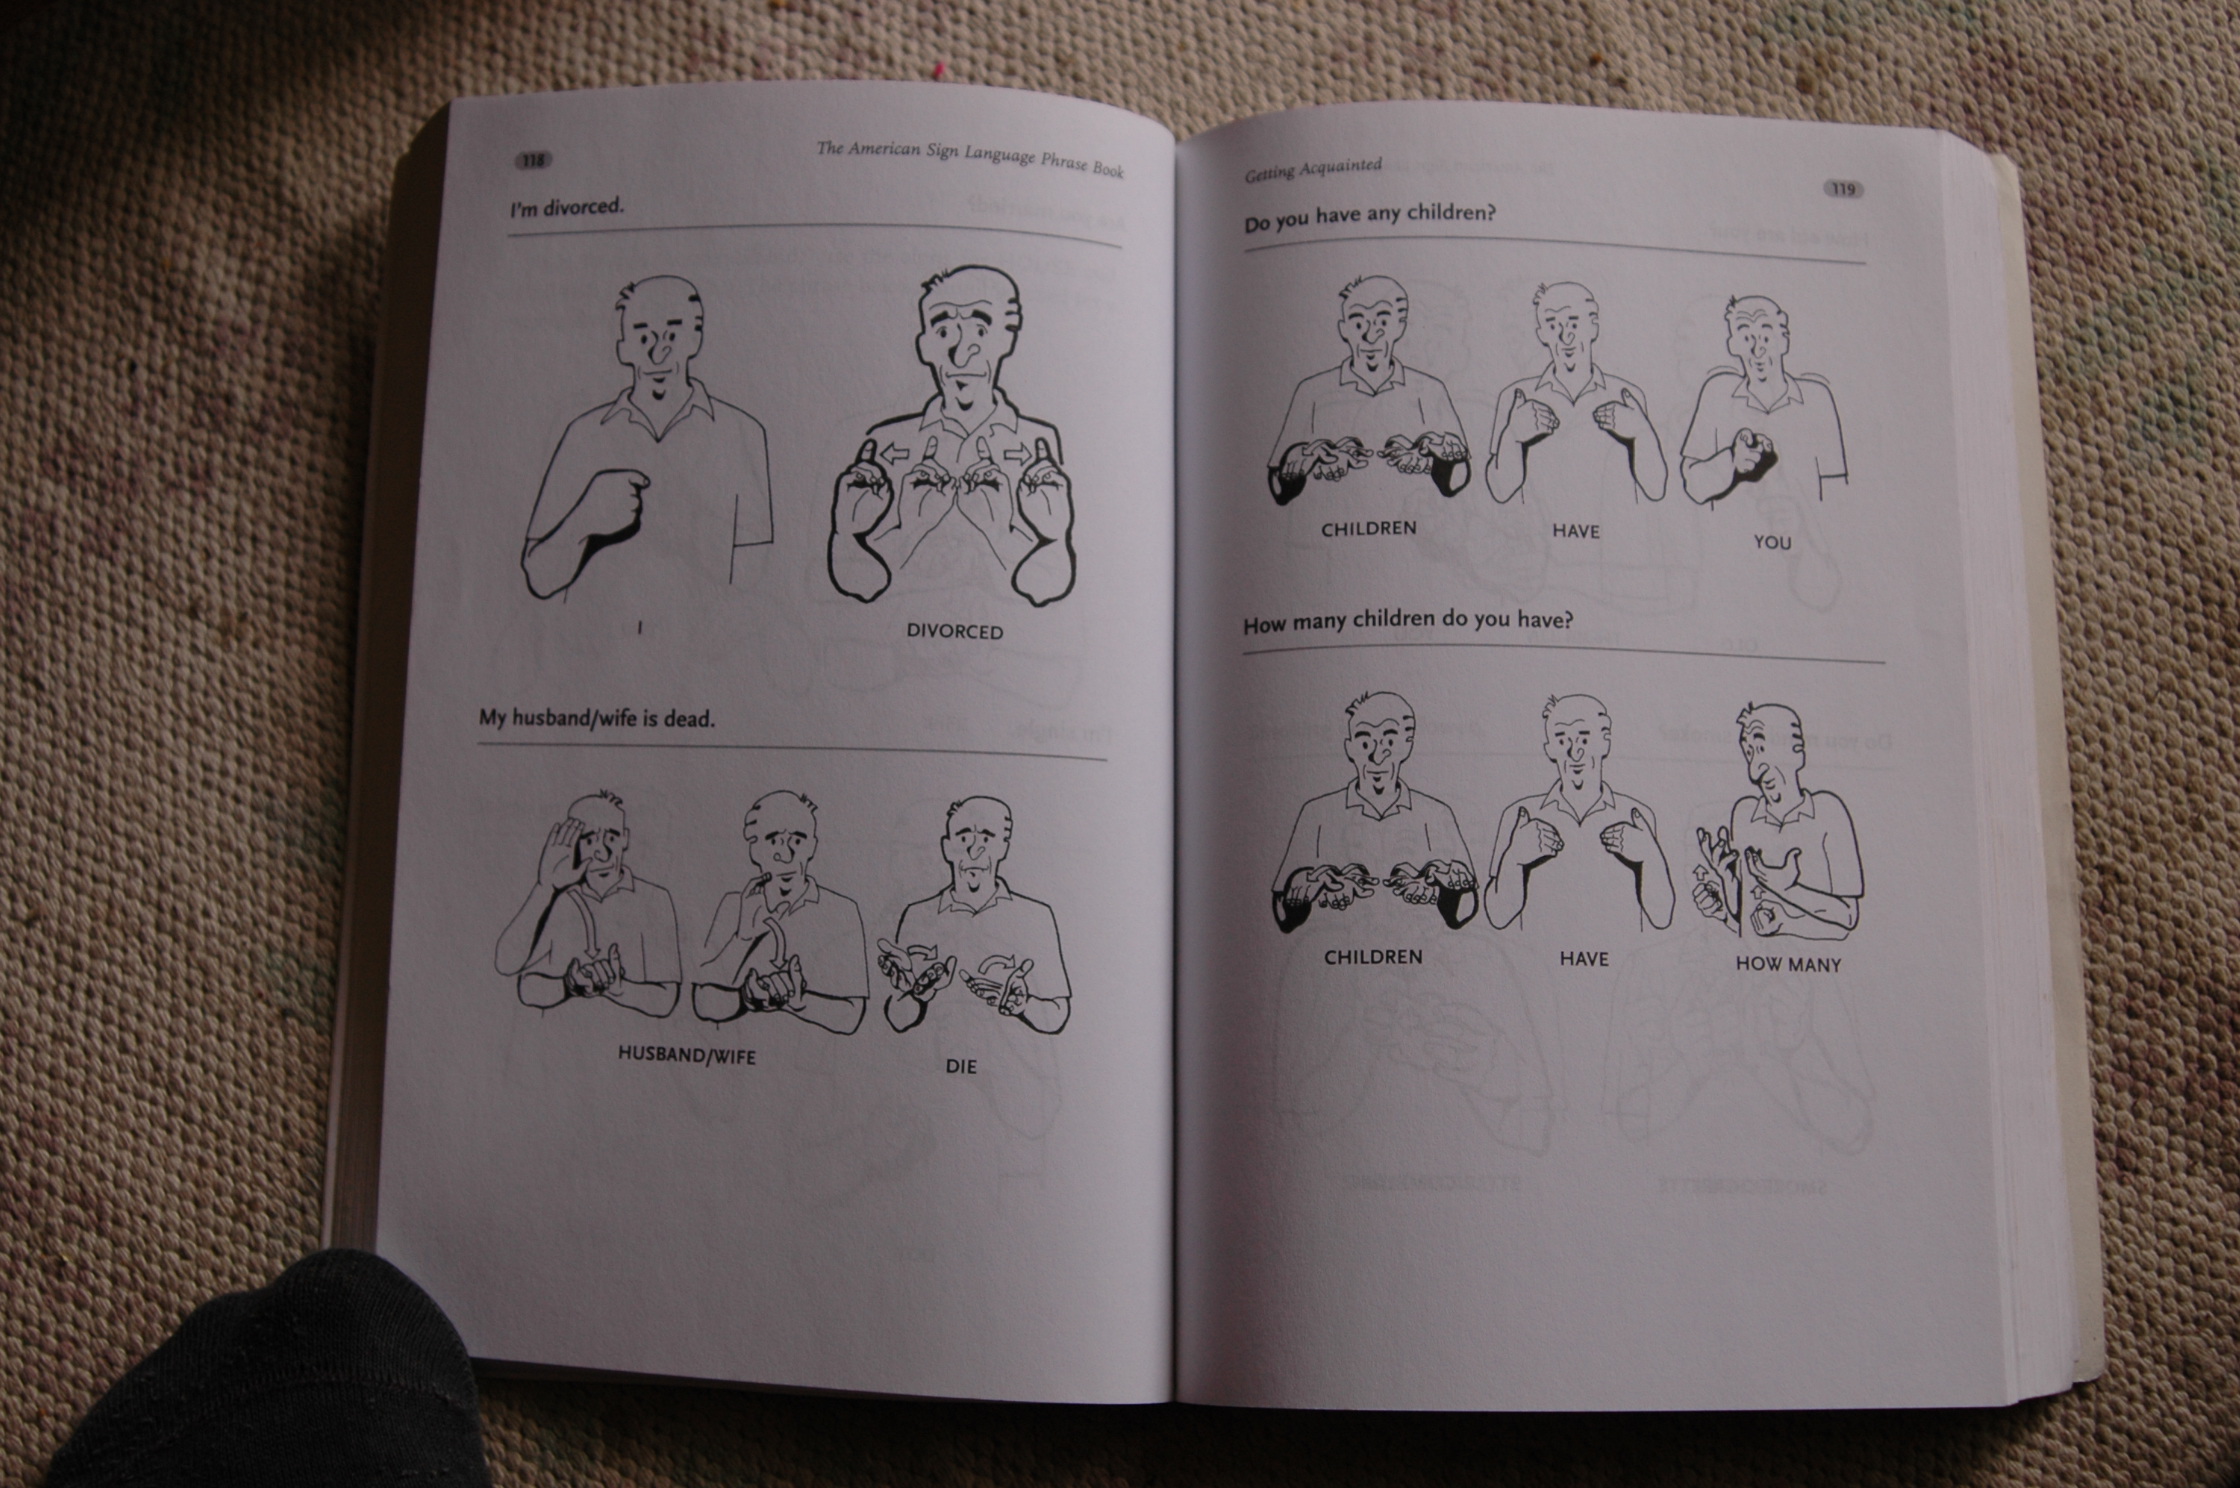 118
The American Sign Language Phrase Book
I'm divorced.
I
DIVORCED
My husband/wife is dead.
HUSBAND/WIFE
DIE
Getting Acquainted
119
Do you have any children?
CHILDREN
HAVE
YOU
How many children do you have?
CHILDREN
HAVE
HOW MANY